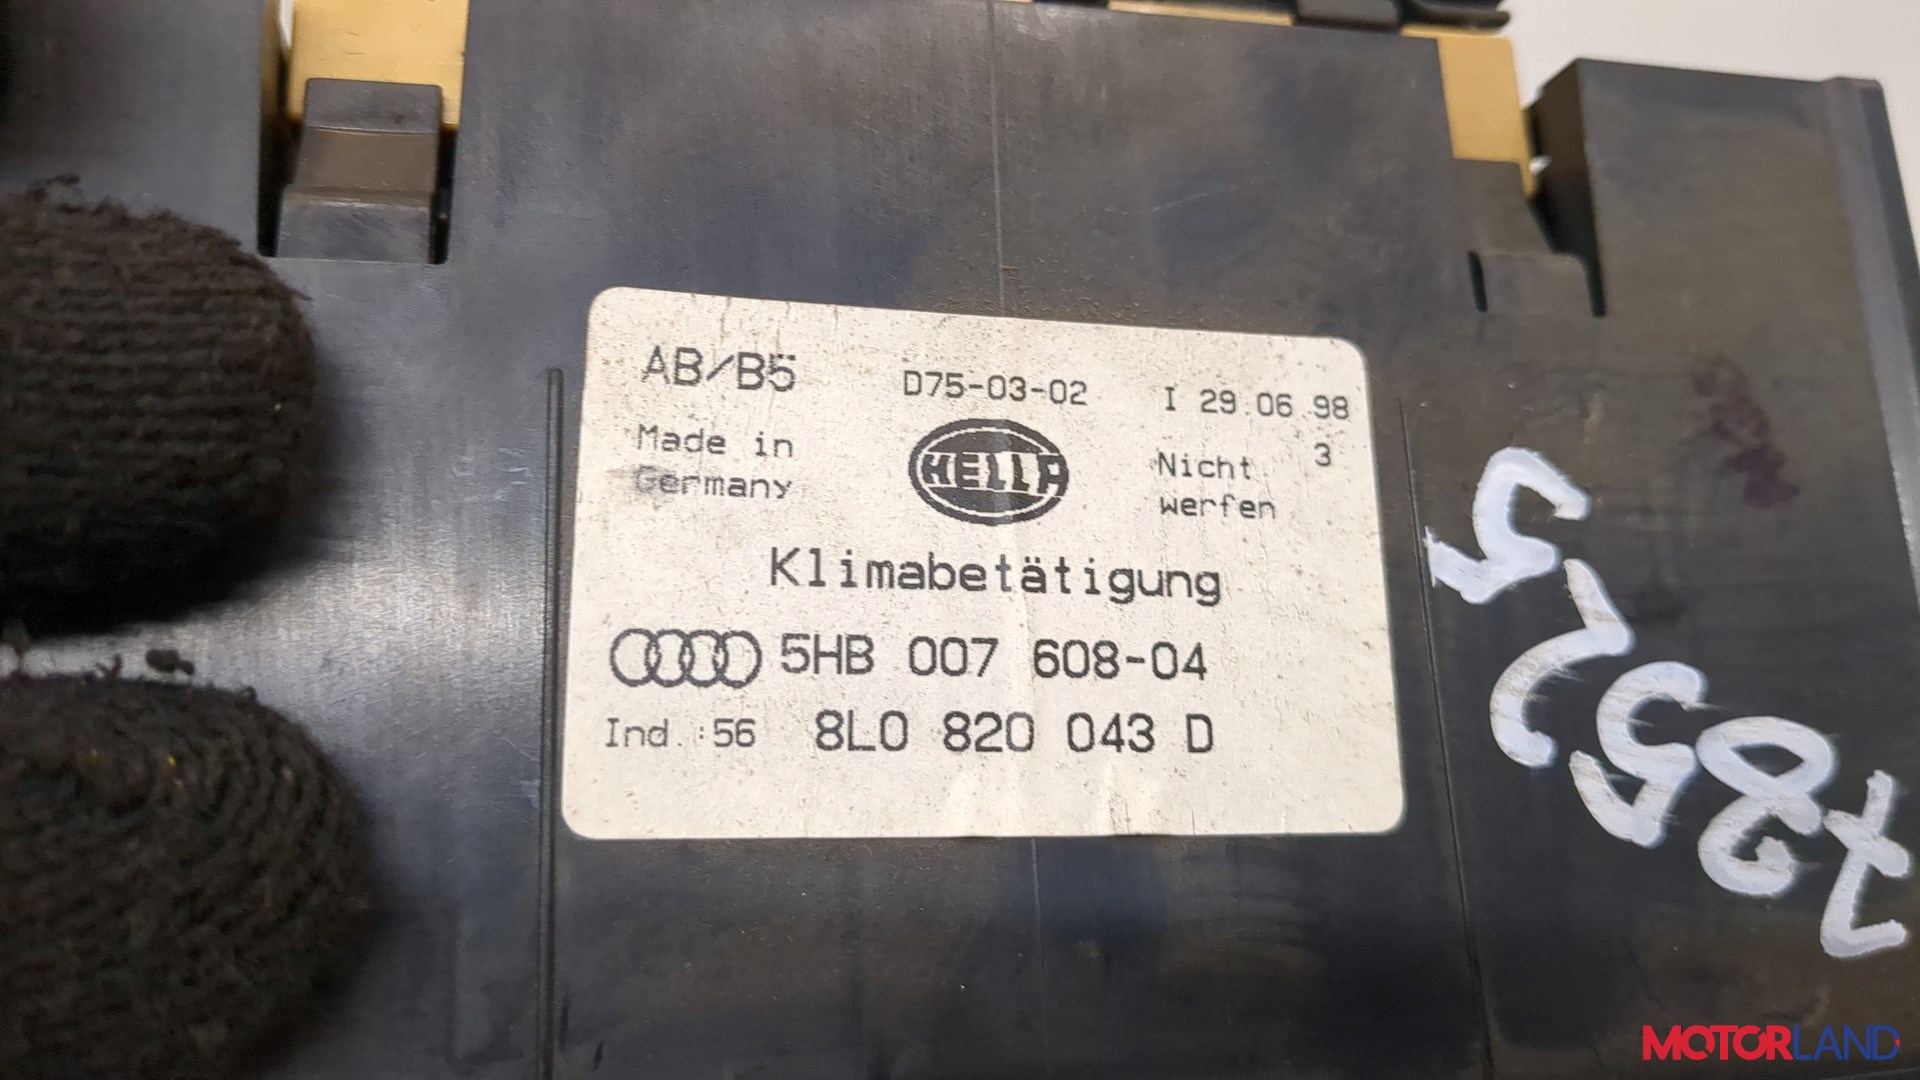 AB/B5 D75-03-02 I 29.06.98
Made in Germany
HELLA
Nicht werfen
3
Klimabetätigung
5HB 007 608-04
Ind.:56 8L0 820 043 D
MOTORLAND